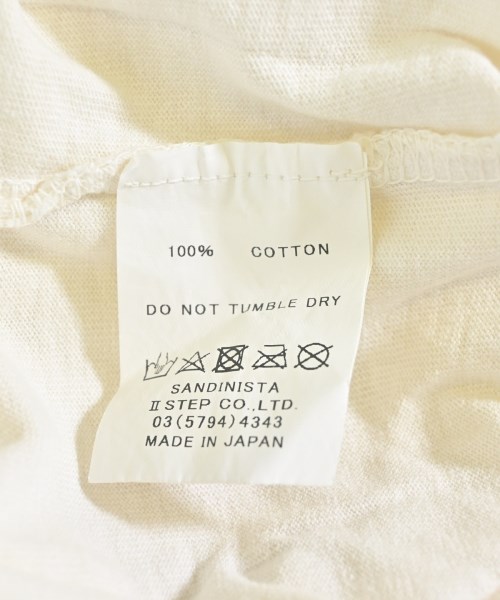 100% COTTON
DO NOT TUMBLE DRY
SANDINISTA
Ⅱ STEP CO.,LTD.
03(5794)4343
MADE IN JAPAN